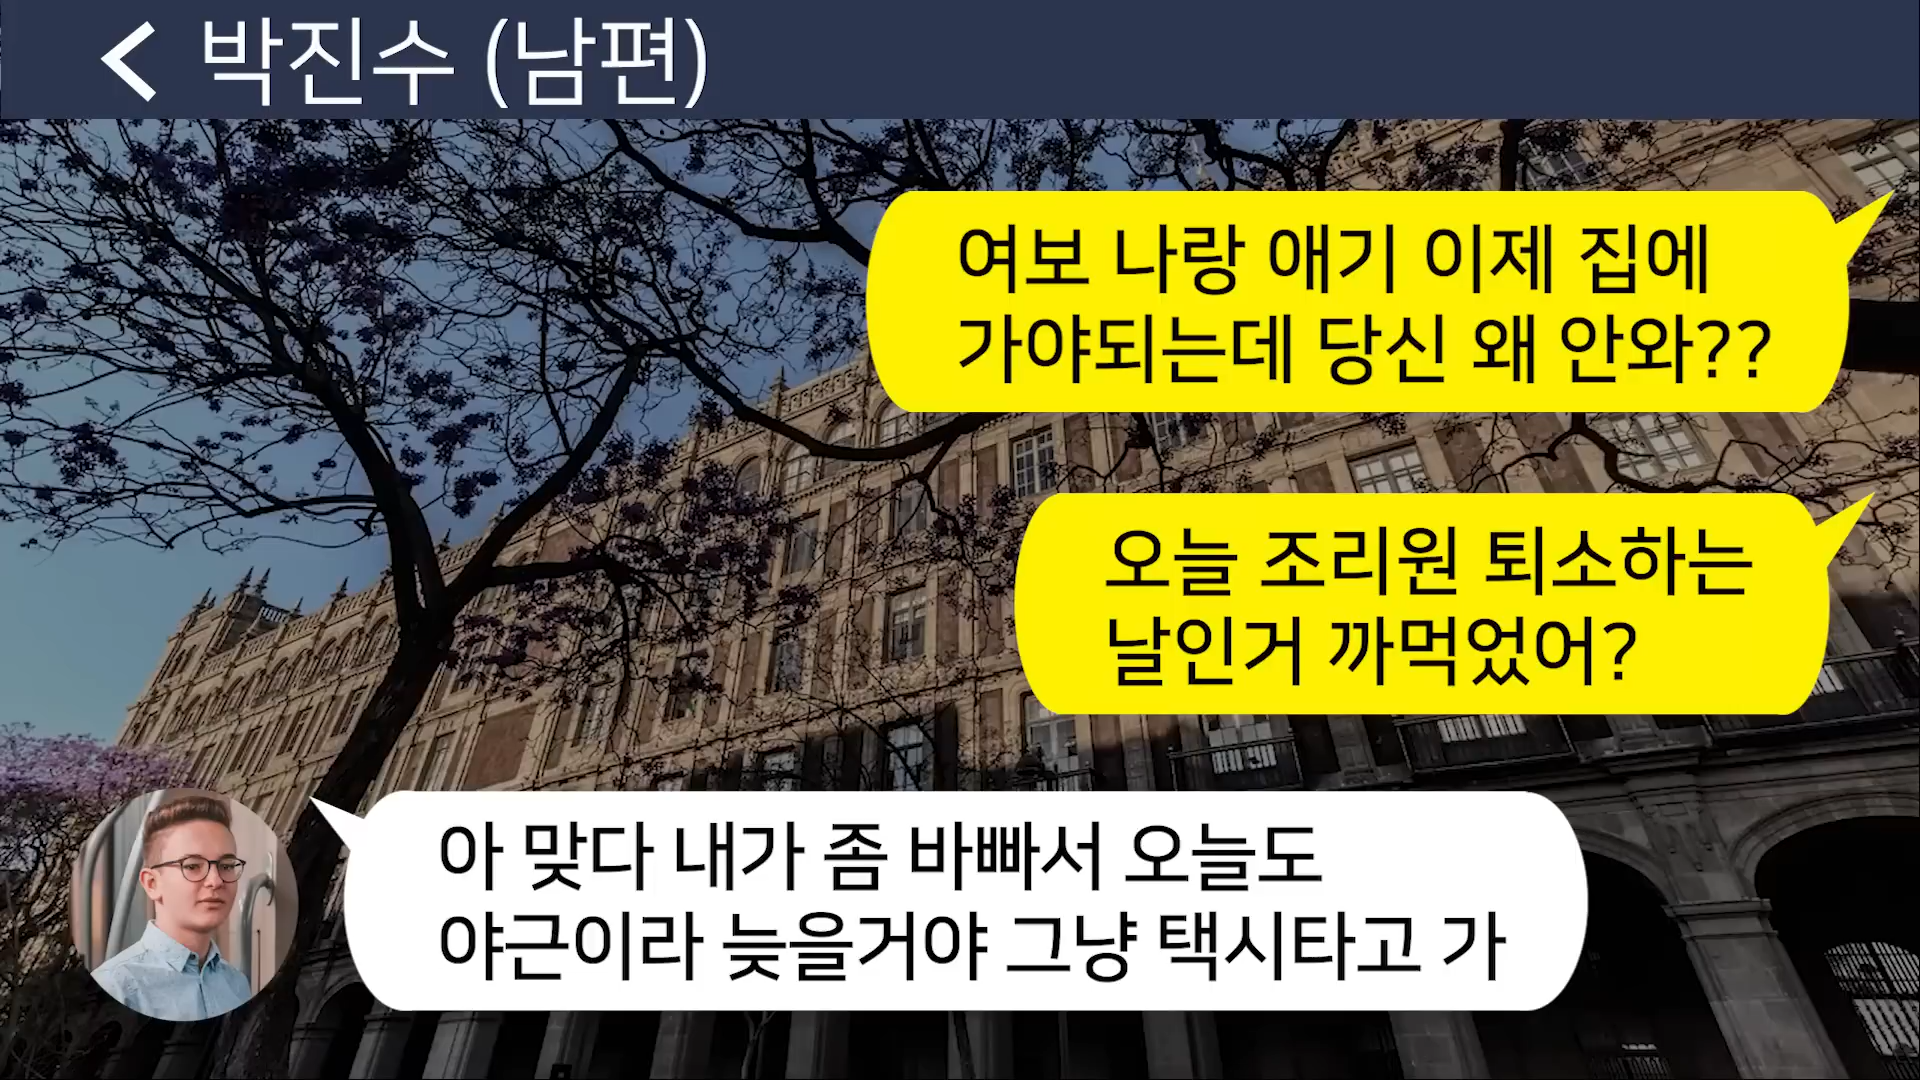 박진수 (남편)
여보 나랑 애기 이제 집에
가야되는데 당신 왜 안와??
오늘 조리원 퇴소하는
날인거 까먹었어?
아 맞다 내가 좀 바빠서 오늘도
야근이라 늦을거야 그냥 택시타고 가